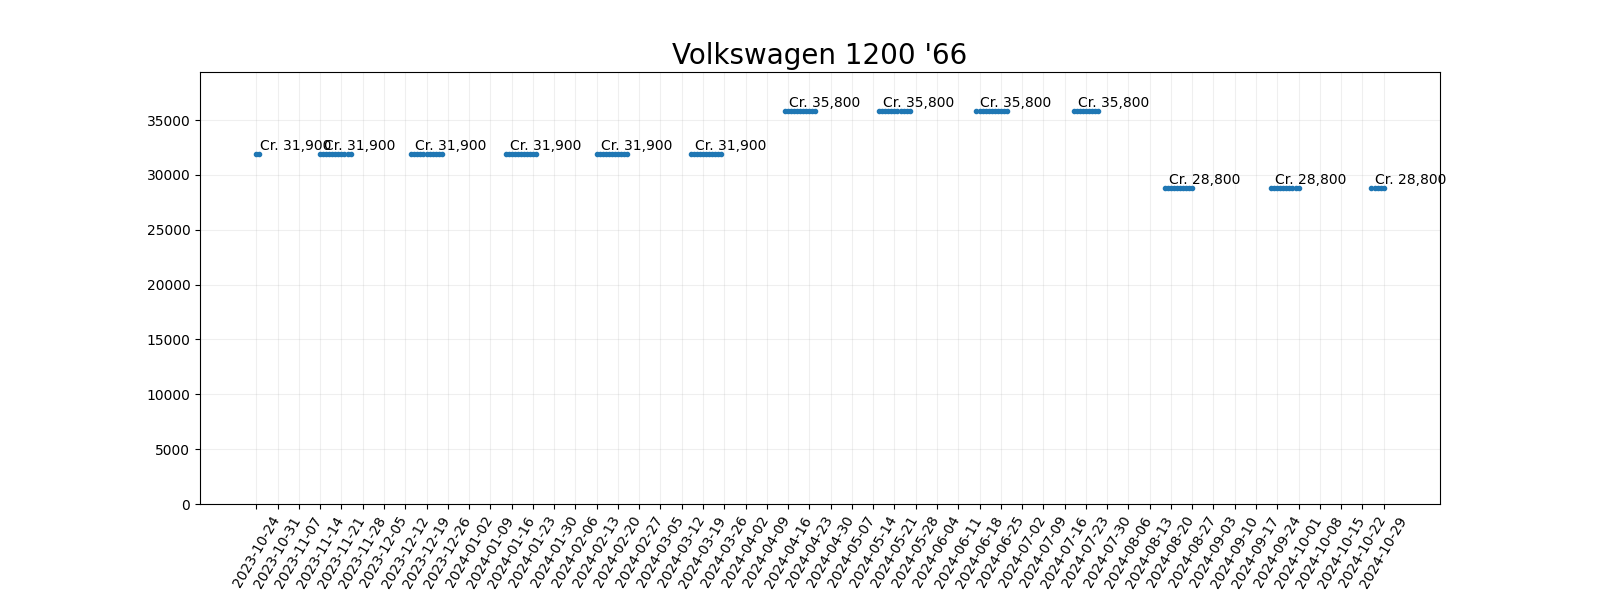 Volkswagen 1200 '66
Cr. 35,800 Cr. 35,800 Cr. 35,800 Cr. 35,800
35000
Cr. 31,900 Cr. 31,900 Cr. 31,900 Cr. 31,900 Cr. 31,900 Cr. 31,900
30000
Cr. 28,800 Cr. 28,800 Cr. 28,800
25000
20000
15000
10000
5000
0
2023-10-24 2023-10-31 2023-11-07 2023-11-14 2023-11-21 2023-11-28 2023-12-05 2023-12-12 2023-12-19 2023-12-26 2024-01-02 2024-01-09 2024-01-16 2024-01-23 2024-01-30 2024-02-06 2024-02-13 2024-02-20 2024-02-27 2024-03-05 2024-03-12 2024-03-19 2024-03-26 2024-04-02 2024-04-09 2024-04-16 2024-04-23 2024-04-30 2024-05-07 2024-05-14 2024-05-21 2024-05-28 2024-06-04 2024-06-11 2024-06-18 2024-06-25 2024-07-02 2024-07-09 2024-07-16 2024-07-23 2024-07-30 2024-08-06 2024-08-13 2024-08-20 2024-08-27 2024-09-03 2024-09-10 2024-09-17 2024-09-24 2024-10-01 2024-10-08 2024-10-15 2024-10-22 2024-10-29